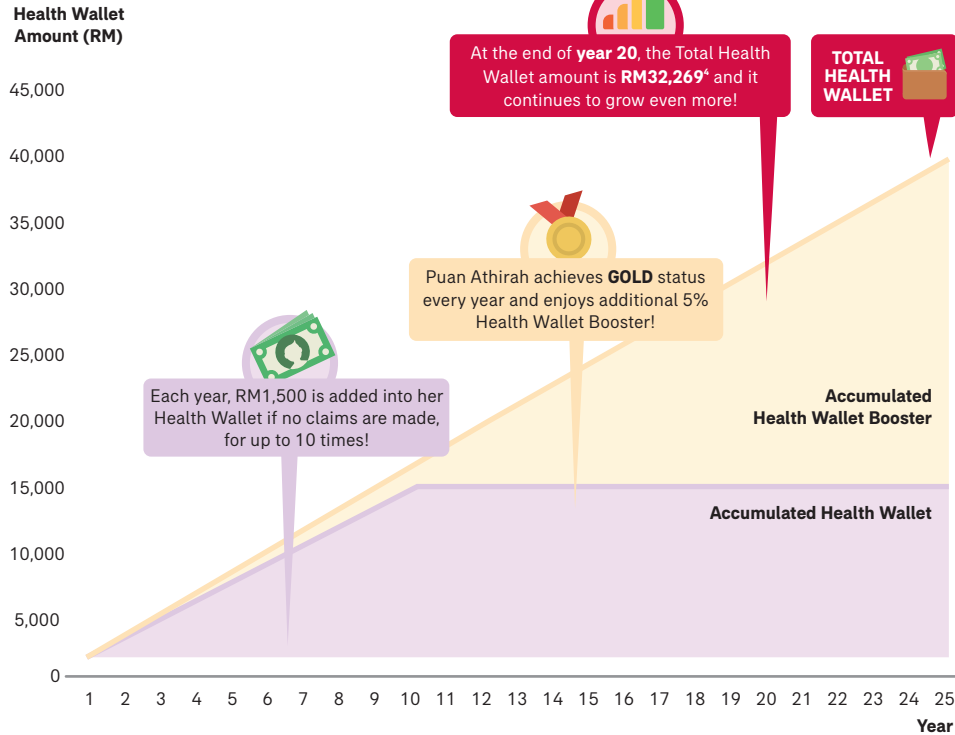 Health Wallet
Amount (RM)
At the end of year 20, the Total Health
Wallet amount is RM32,269⁴ and it
continues to grow even more!
TOTAL
HEALTH
WALLET
45,000
40,000
35,000
30,000
25,000
20,000
15,000
10,000
5,000
0
Puan Athirah achieves GOLD status
every year and enjoys additional 5%
Health Wallet Booster!
Each year, RM1,500 is added into her
Health Wallet if no claims are made,
for up to 10 times!
Accumulated
Health Wallet Booster
Accumulated Health Wallet
1 2 3 4 5 6 7 8 9 10 11 12 13 14 15 16 17 18 19 20 21 22 23 24 25
Year